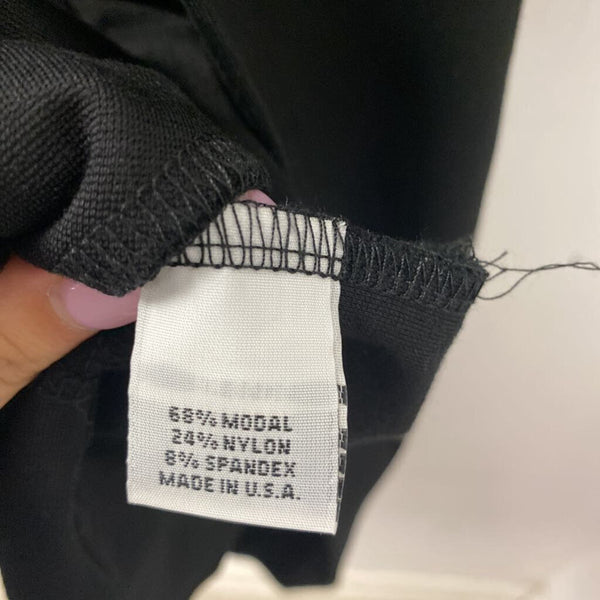 68% MODAL
24% NYLON
8% SPANDEX
MADE IN U.S.A.